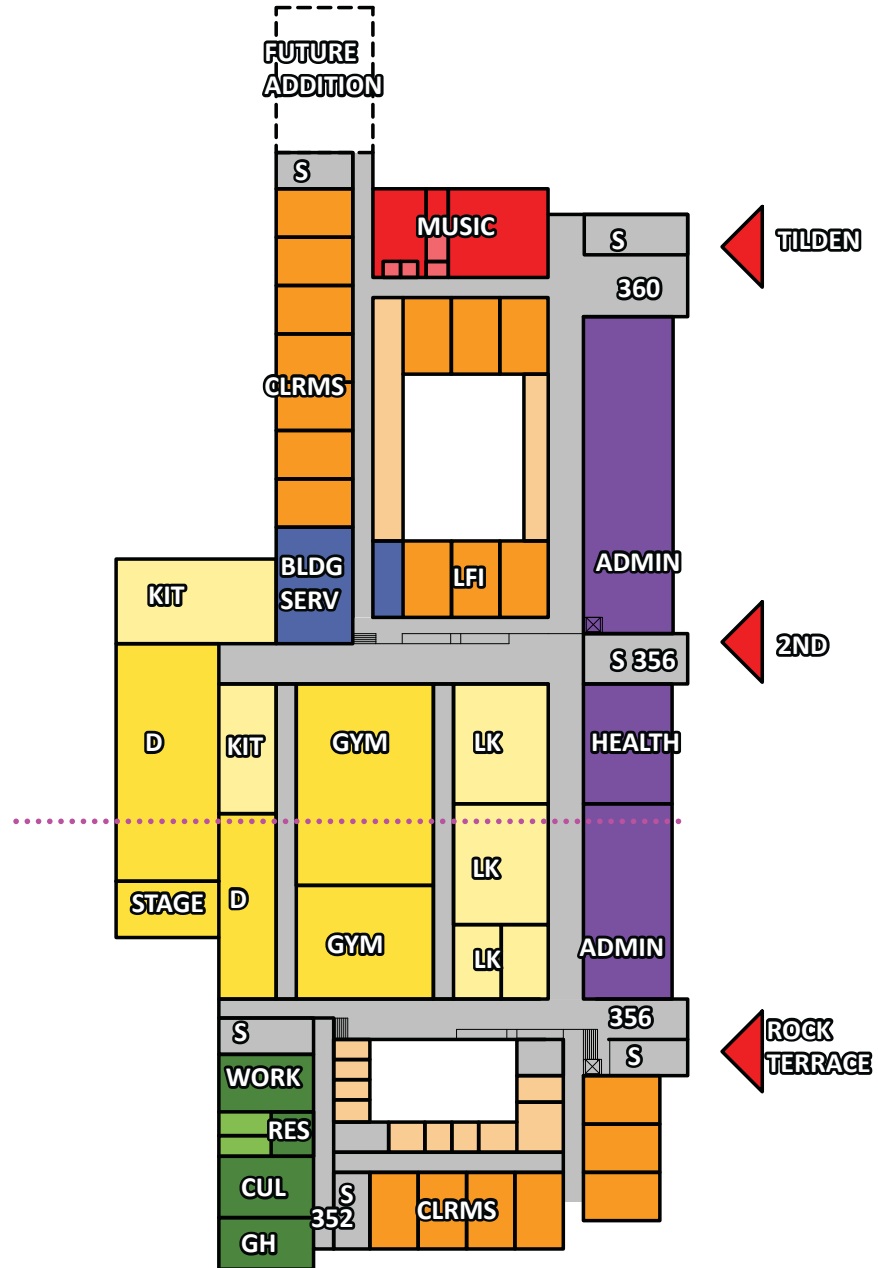 FUTURE
ADDITION
S
MUSIC
S
TILDEN
360
CLRMS
ADMIN
BLDG
SERV
LFI
KIT
S 356
2ND
D
KIT
GYM
LK
HEALTH
LK
STAGE
D
GYM
LK
ADMIN
356
S
S
ROCK
TERRACE
WORK
RES
CUL
S
352
CLRMS
GH